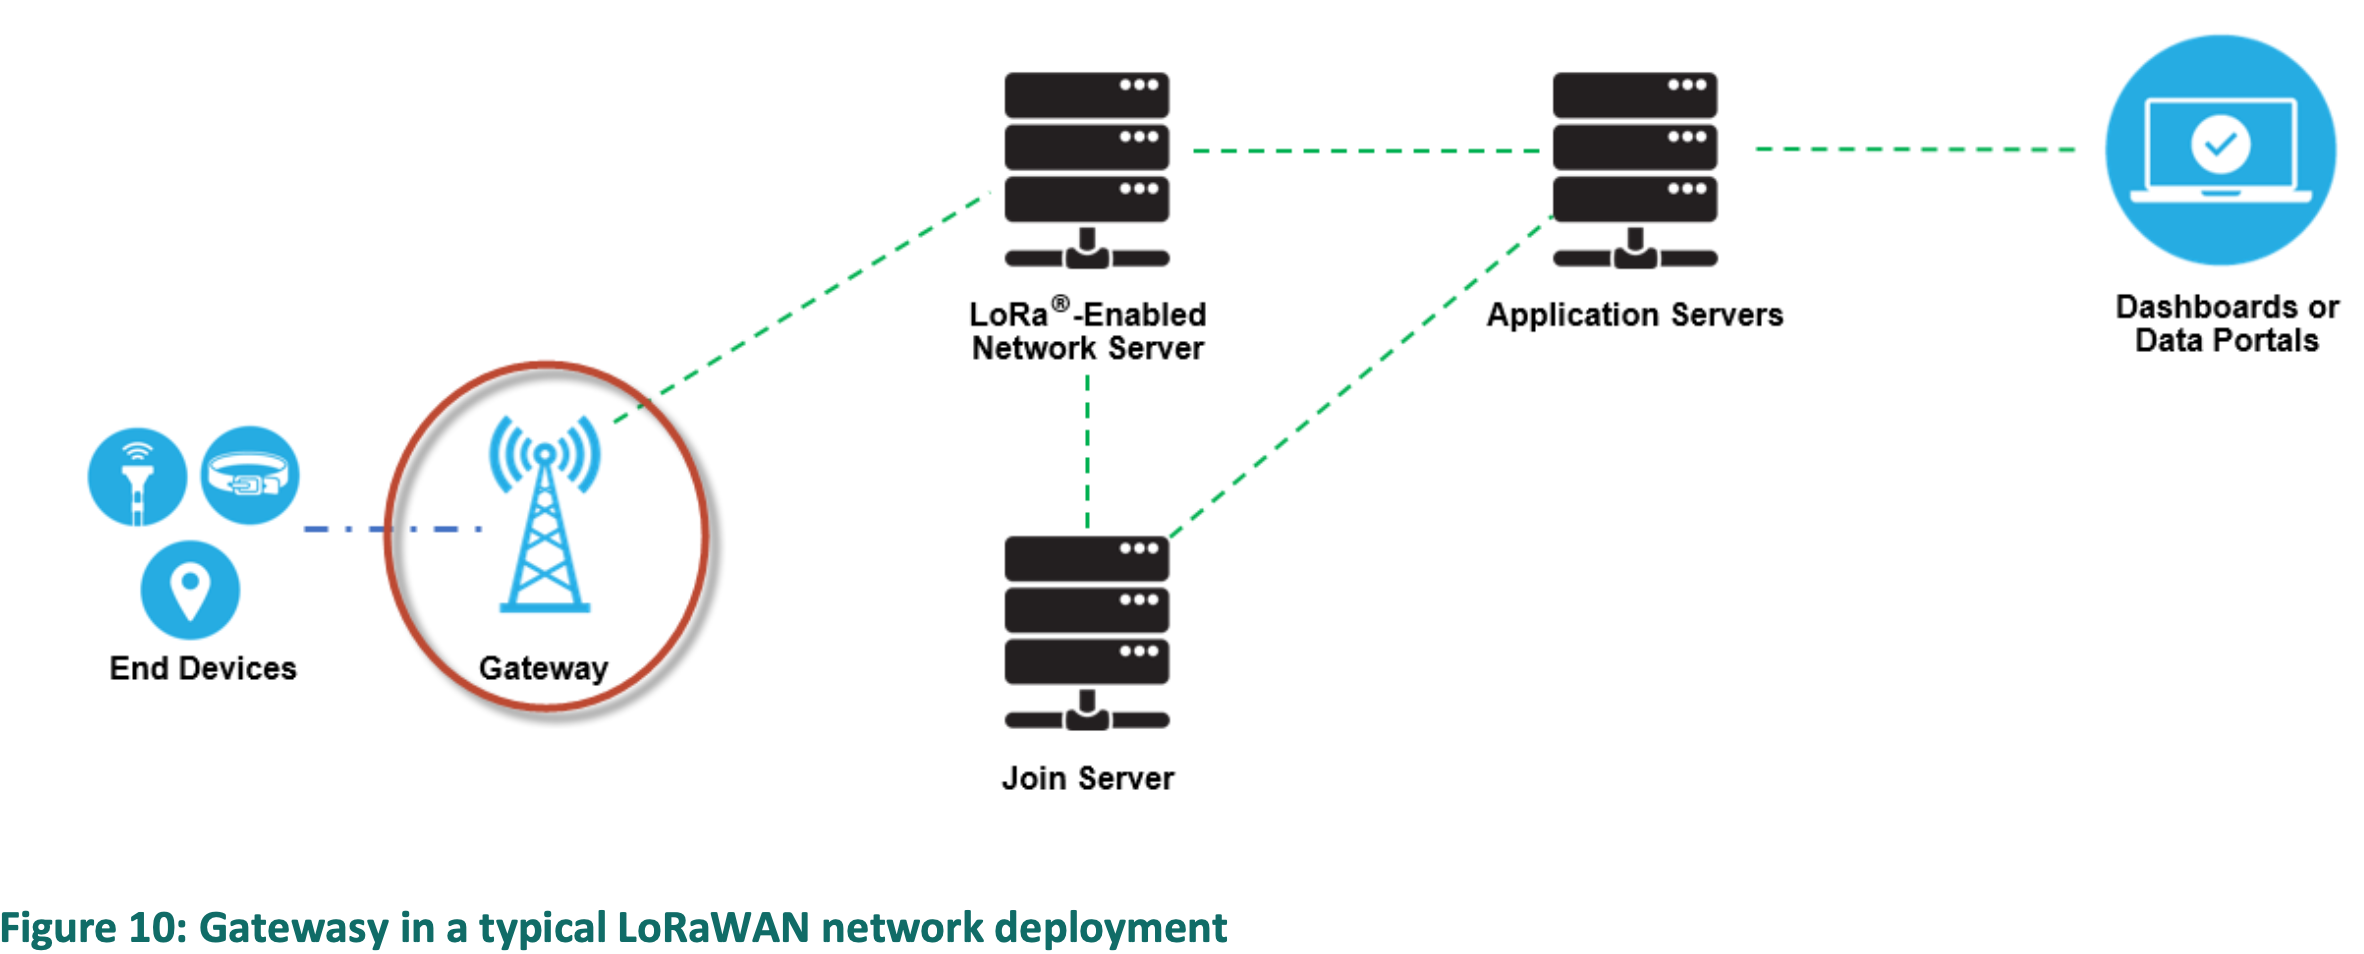 LoRa®-Enabled
Network Server
Application Servers
Dashboards or
Data Portals
End Devices
Gateway
Join Server
Figure 10: Gatewasy in a typical LoRaWAN network deployment